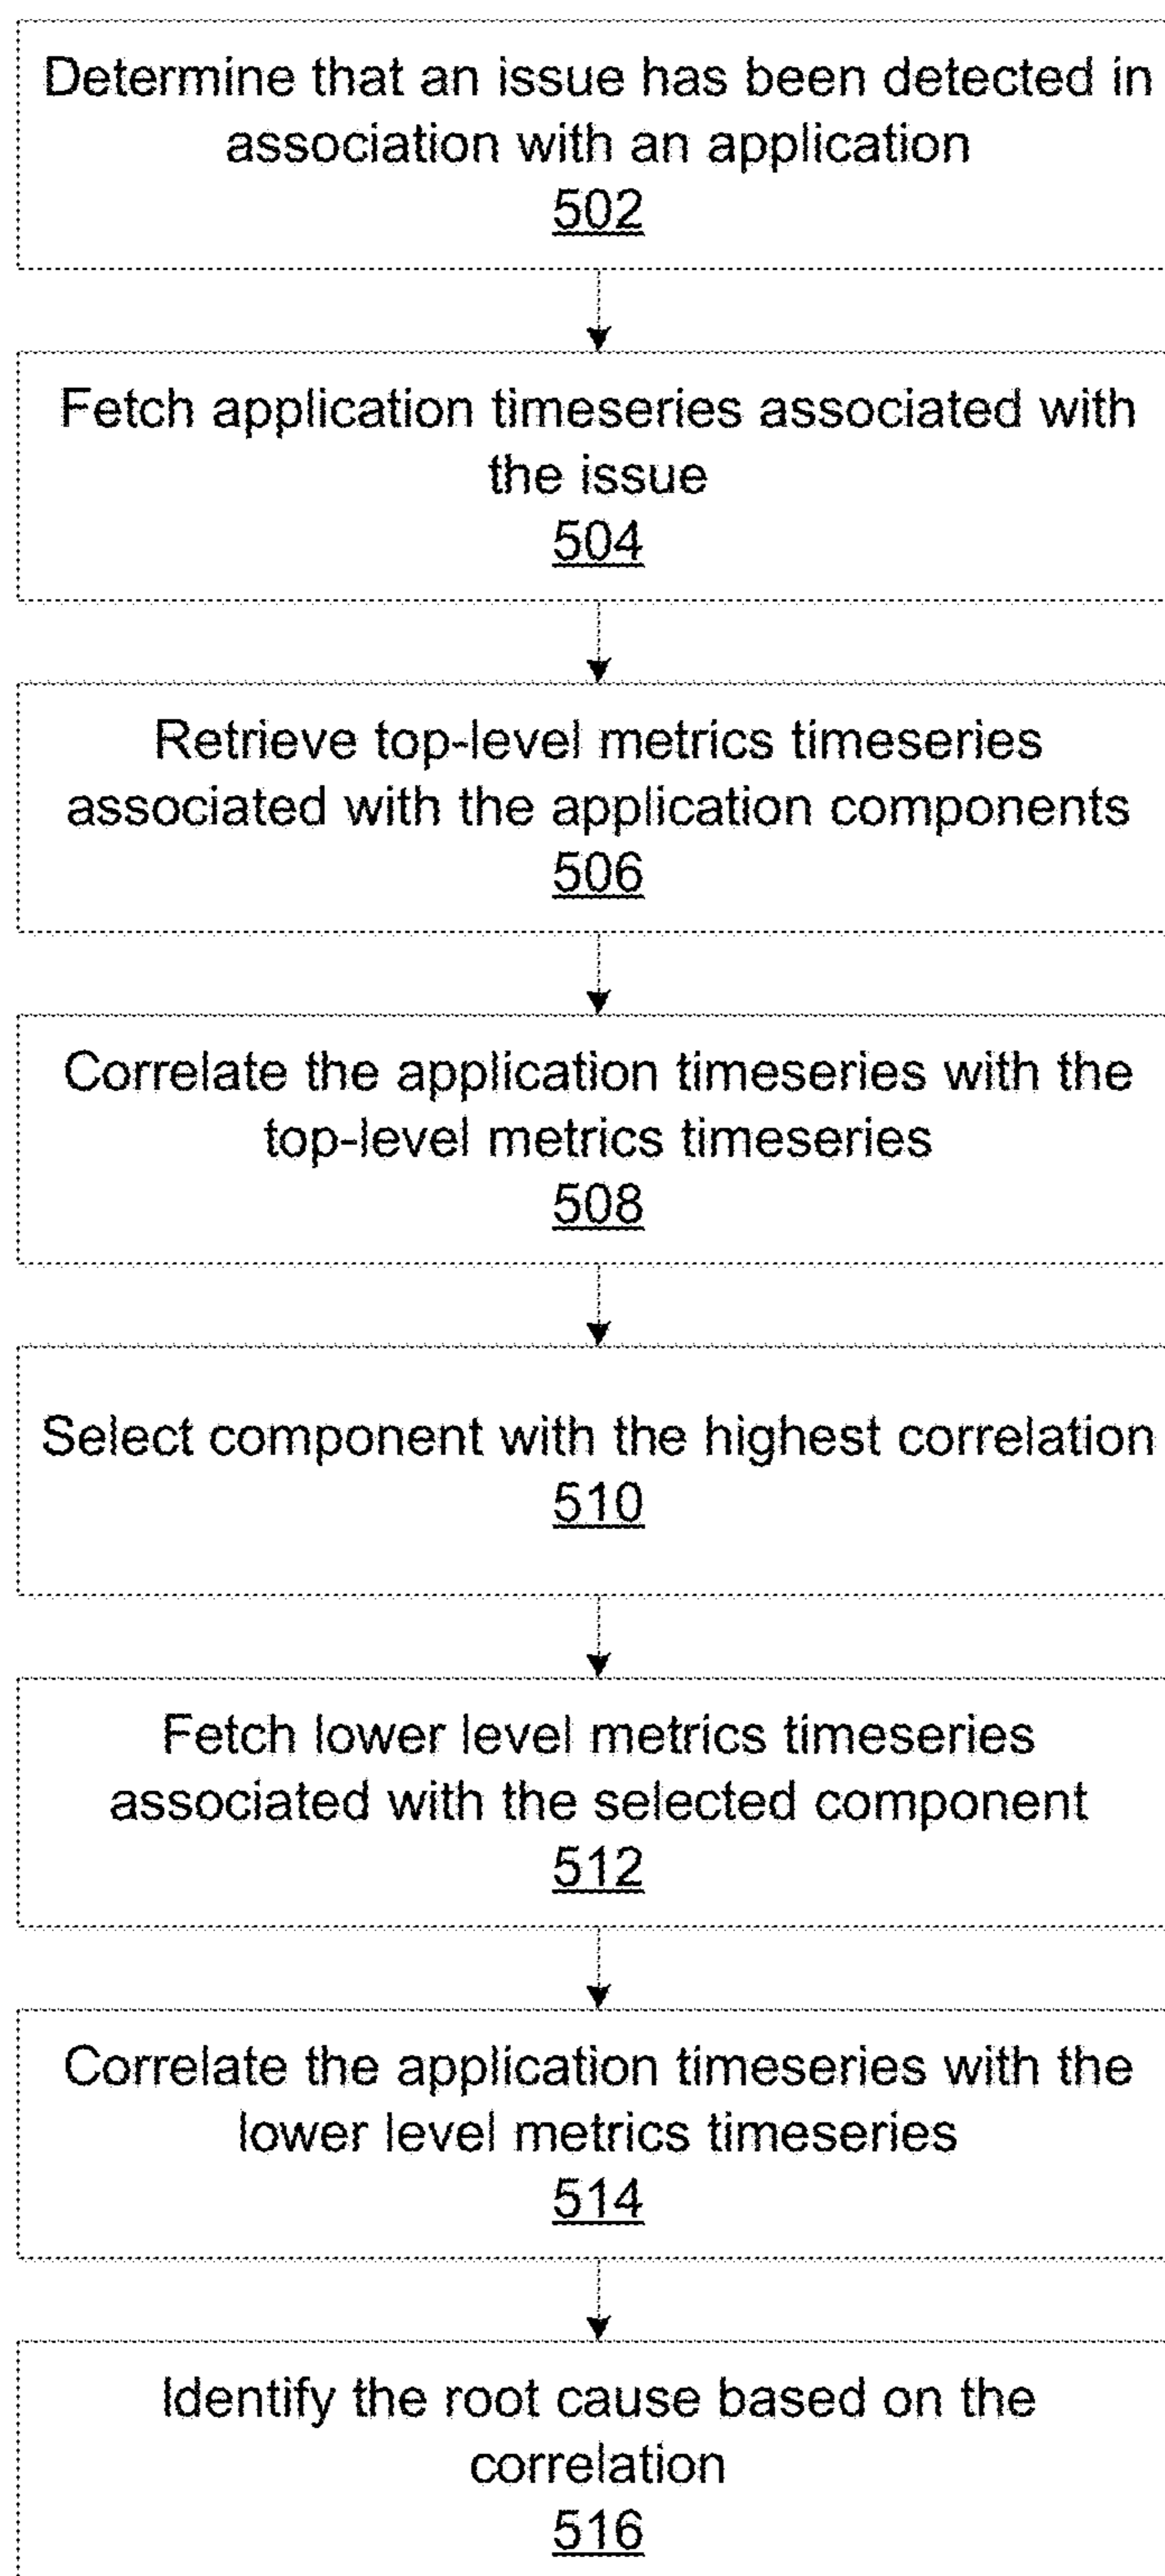 Determine that an issue has been detected in
association with an application
502
Fetch application timeseries associated with
the issue
504
Retrieve top-level metrics timeseries
associated with the application components
506
Correlate the application timeseries with the
top-level metrics timeseries
508
Select component with the highest correlation
510
Fetch lower level metrics timeseries
associated with the selected component
512
Correlate the application timeseries with the
lower level metrics timeseries
514
Identify the root cause based on the
correlation
516